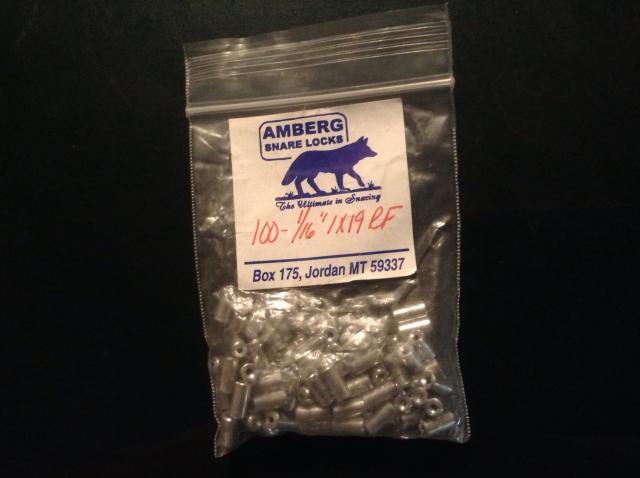 AMBERG
SNARE LOCKS
The Ultimate in Snaring
100- 1/16" 1X19 RF
Box 175, Jordan MT 59337